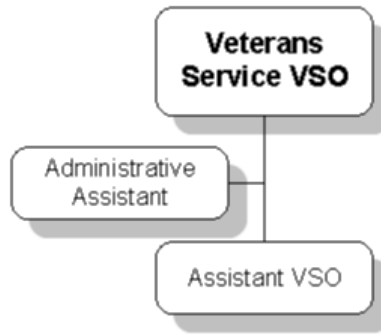 Veterans
Service VSO
Administrative
Assistant
Assistant VSO